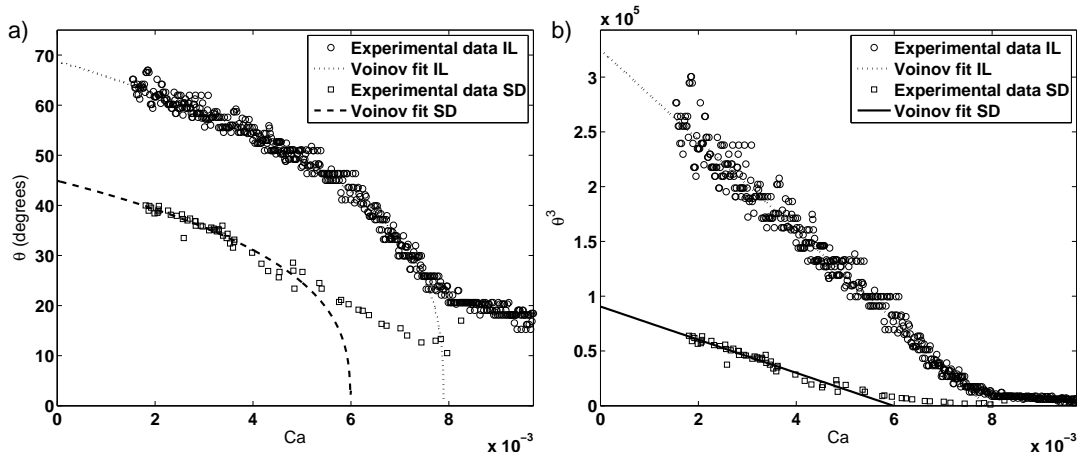 a)
70
60
50
40
30
20
10
0
θ (degrees)
Experimental data IL
Voinov fit IL
Experimental data SD
Voinov fit SD
0 2 4 6 8
Ca
x 10⁻³
b)
x 10⁵
3
2.5
2
1.5
1
0.5
0
θ³
Experimental data IL
Voinov fit IL
Experimental data SD
Voinov fit SD
0 2 4 6 8
Ca
x 10⁻³